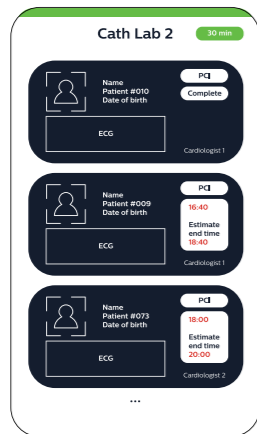 Cath Lab 2
30 min
Name
Patient #010
Date of birth
PCI
Complete
ECG
Cardiologist 1
Name
Patient #009
Date of birth
PCI
16:40
Estimate
end time
18:40
ECG
Cardiologist 1
Name
Patient #073
Date of birth
PCI
18:00
Estimate
end time
20:00
ECG
Cardiologist 2
...